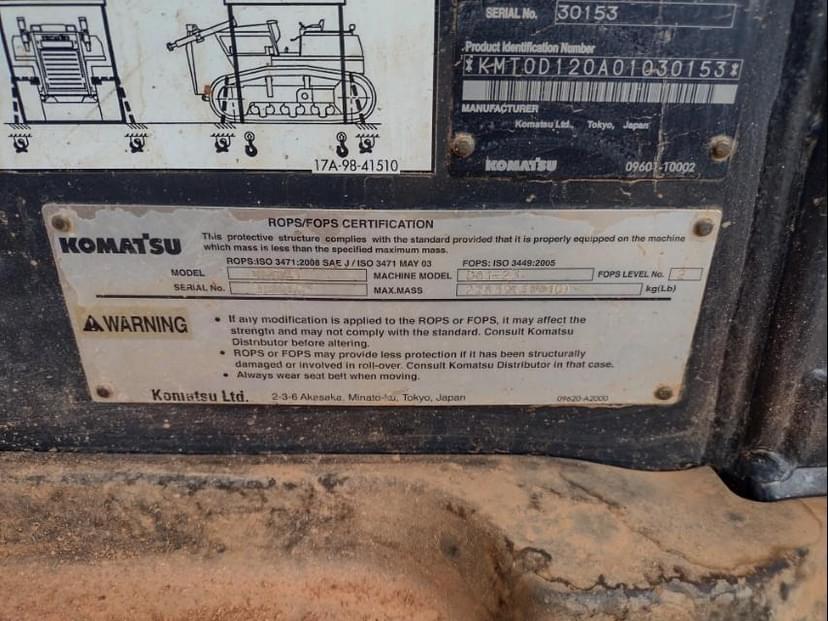 SERIAL No. 30153
Product Identification Number
*KMT0D120A01030153*
MANUFACTURER
Komatsu Ltd., Tokyo, Japan
KOMATSU 09601-10002
17A-98-41510
ROPS/FOPS CERTIFICATION
KOMATSU
This protective structure complies with the standard provided that it is properly equipped on the machine
which mass is less than the specified maximum mass.
ROPS:ISO 3471:2008 SAE J / ISO 3471 MAY 03 FOPS: ISO 3449:2005
MODEL MACHINE MODEL FOPS LEVEL No. 2
SERIAL No. MAX.MASS kg(Lb)
WARNING
• If any modification is applied to the ROPS or FOPS, it may affect the
strength and may not comply with the standard. Consult Komatsu
Distributor before altering.
• ROPS or FOPS may provide less protection if it has been structurally
damaged or involved in roll-over. Consult Komatsu Distributor in that case.
• Always wear seat belt when moving.
Komatsu Ltd. 2-3-6 Akasaka, Minato-ku, Tokyo, Japan 09620-A2000